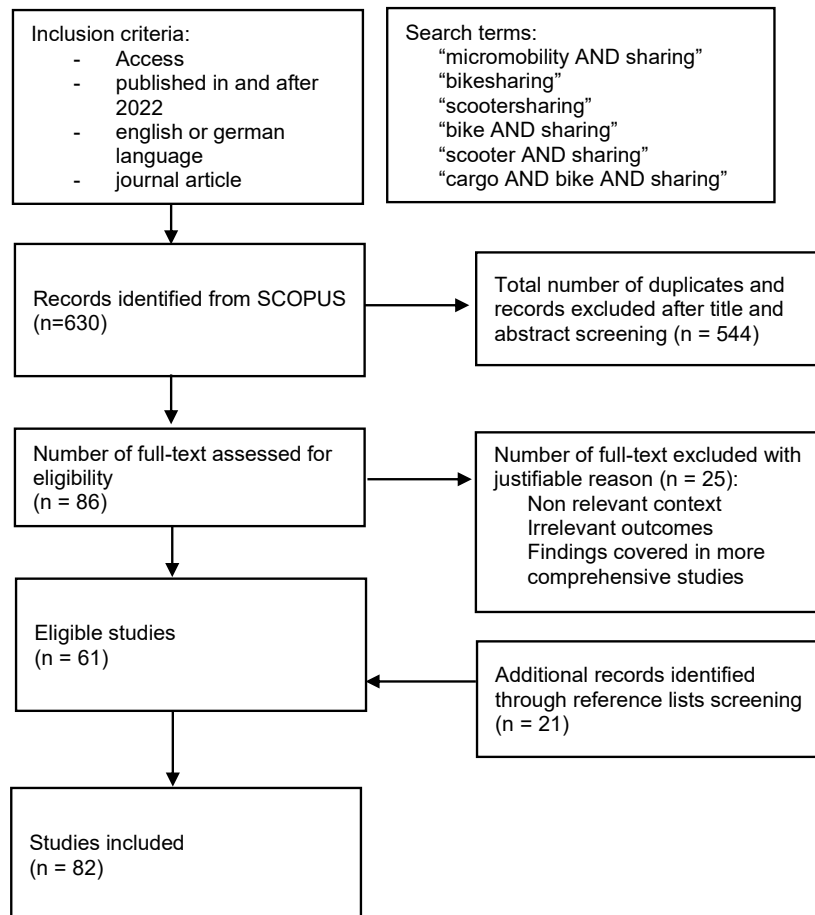 Inclusion criteria:
- Access
- published in and after
2022
- english or german
language
- journal article
Search terms:
“micromobility AND sharing”
“bikesharing”
“scootersharing”
“bike AND sharing”
“scooter AND sharing”
“cargo AND bike AND sharing”
Records identified from SCOPUS
(n=630)
Total number of duplicates and
records excluded after title and
abstract screening (n = 544)
Number of full-text assessed for
eligibility
(n = 86)
Number of full-text excluded with
justifiable reason (n = 25):
Non relevant context
Irrelevant outcomes
Findings covered in more
comprehensive studies
Eligible studies
(n = 61)
Additional records identified
through reference lists screening
(n = 21)
Studies included
(n = 82)